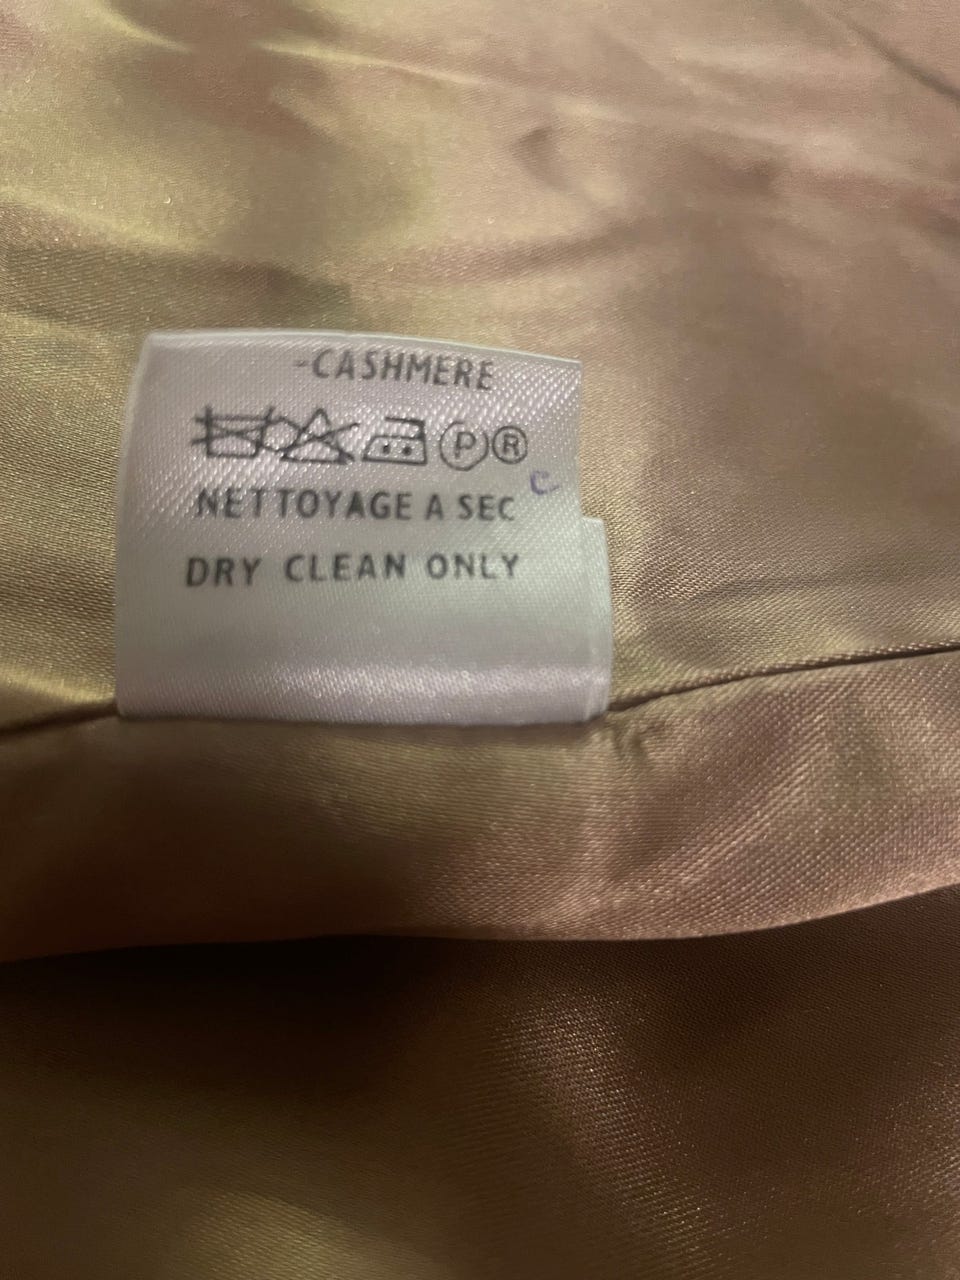 -CASHMERE
P ®
c
NETTOYAGE A SEC
DRY CLEAN ONLY